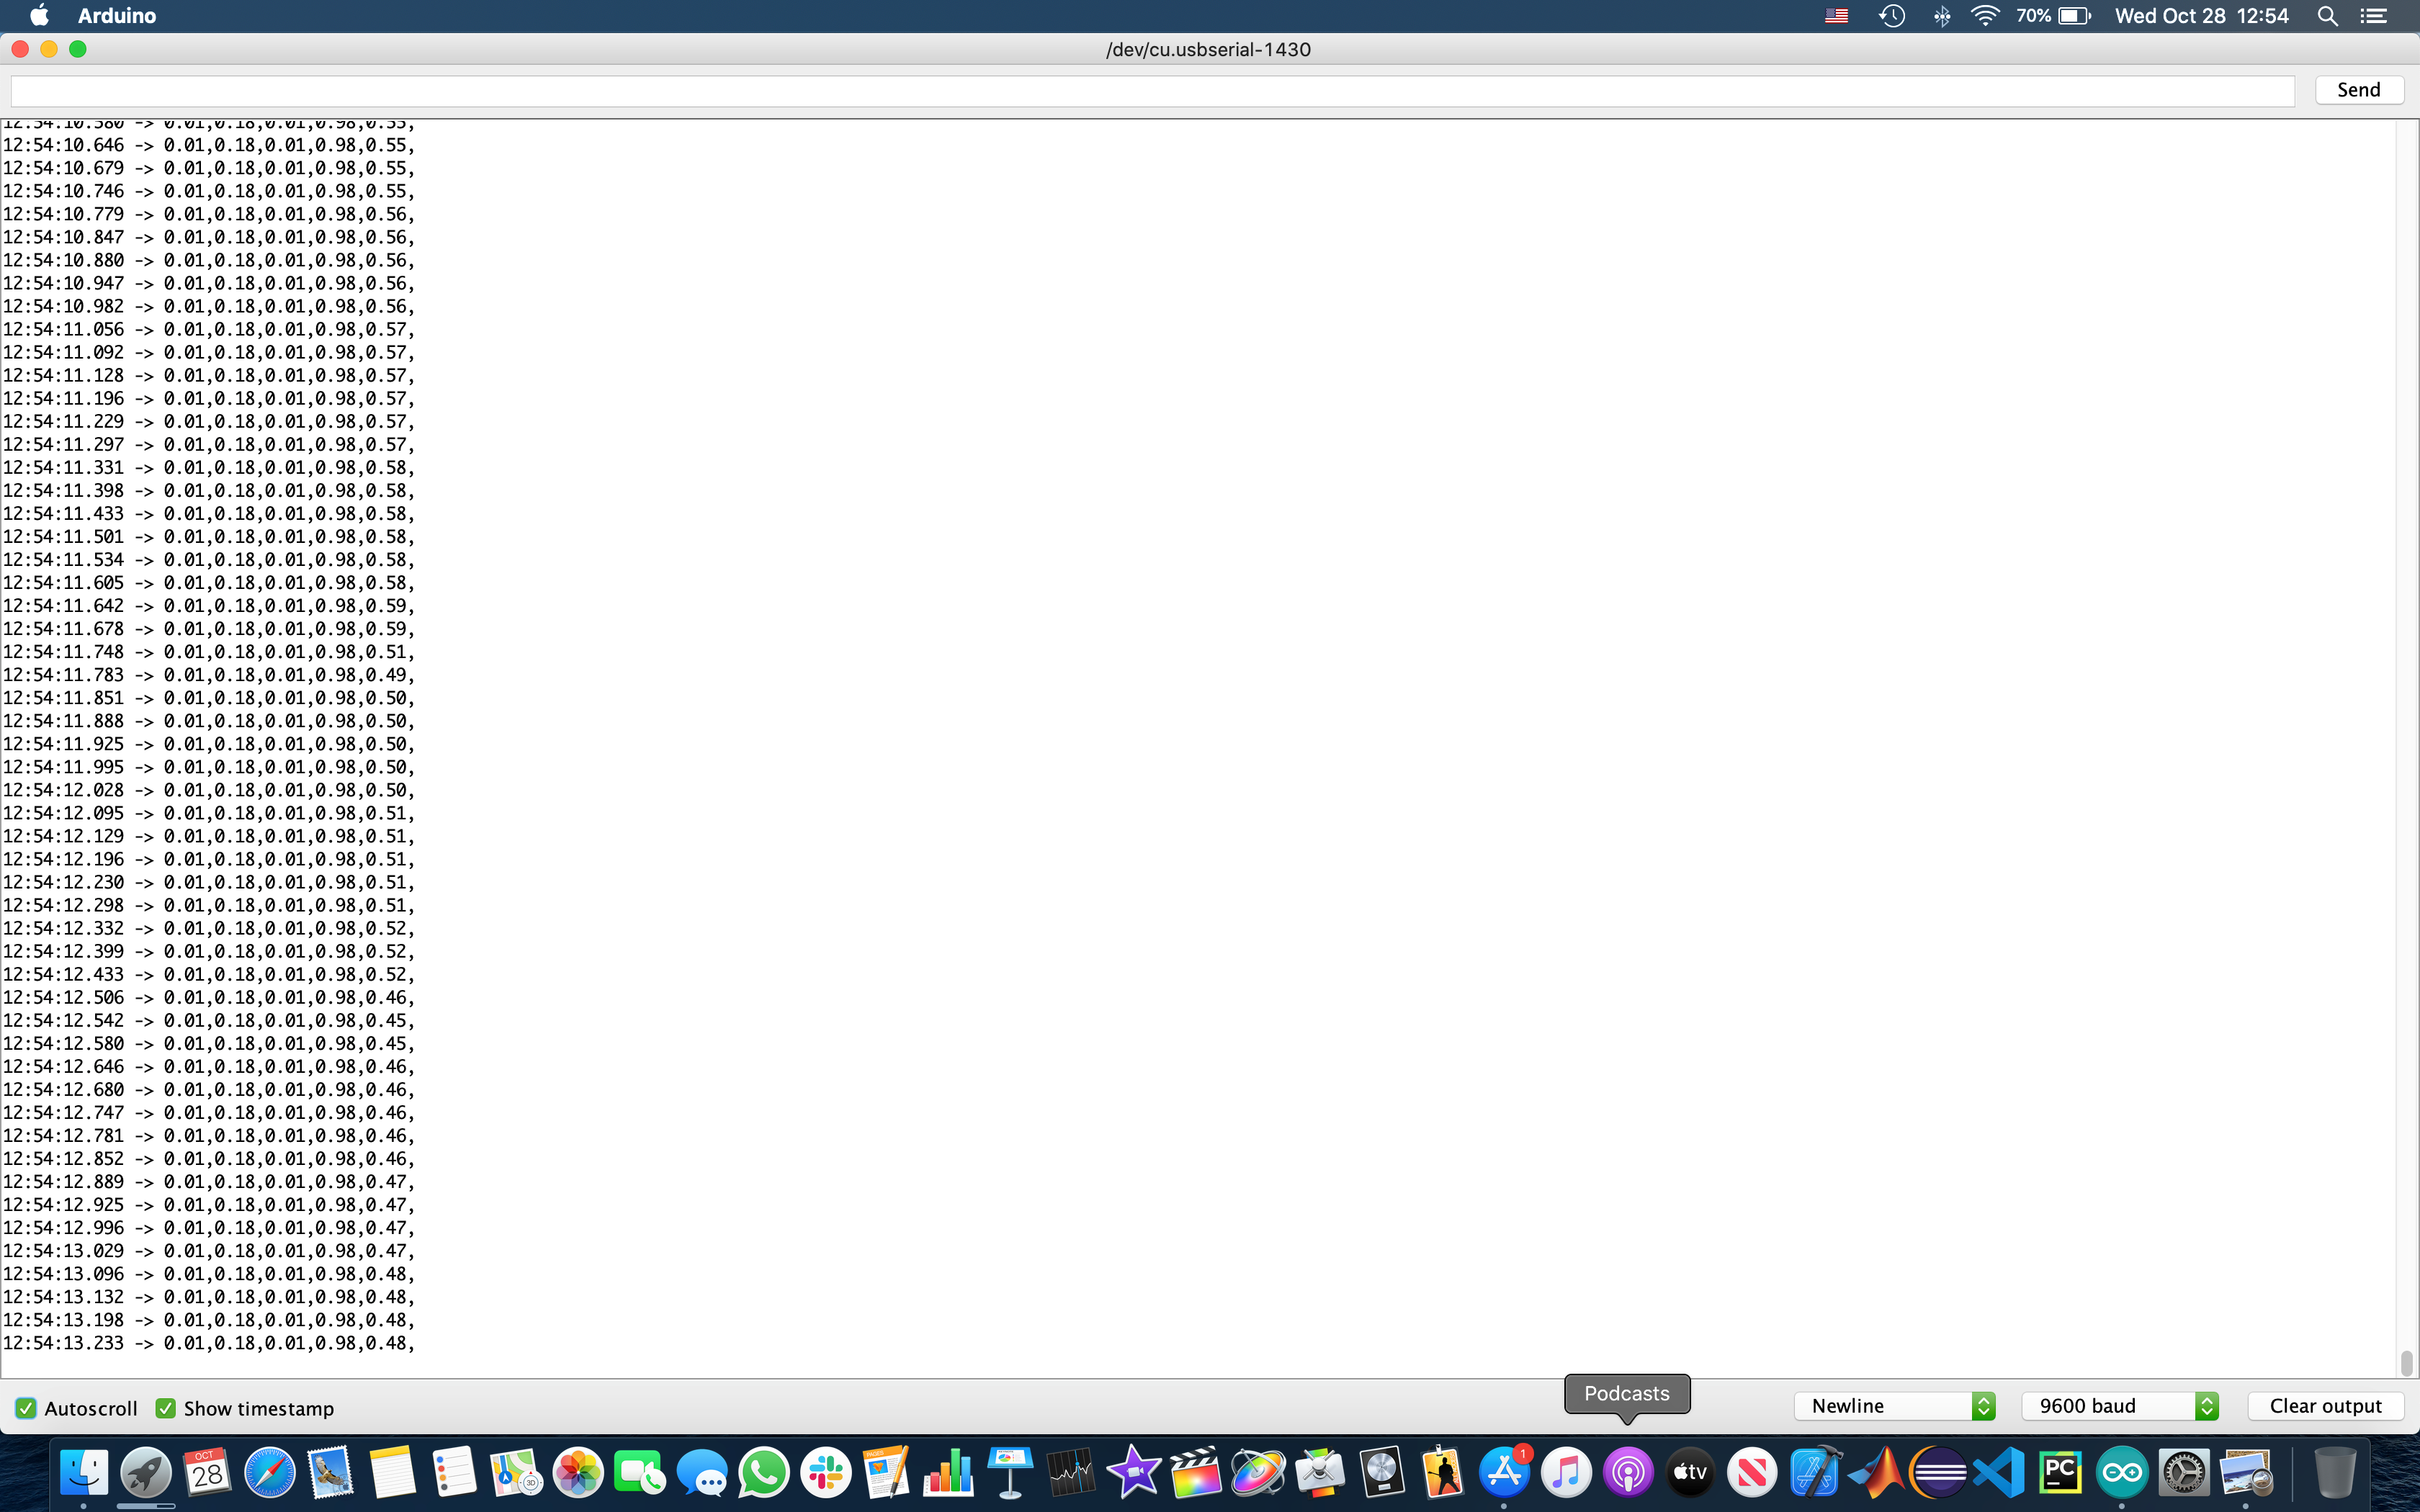 Arduino
70% Wed Oct 28 12:54
/dev/cu.usbserial-1430
Send
12:54:10.580 -> 0.01,0.18,0.01,0.98,0.55,
12:54:10.646 -> 0.01,0.18,0.01,0.98,0.55,
12:54:10.679 -> 0.01,0.18,0.01,0.98,0.55,
12:54:10.746 -> 0.01,0.18,0.01,0.98,0.55,
12:54:10.779 -> 0.01,0.18,0.01,0.98,0.56,
12:54:10.847 -> 0.01,0.18,0.01,0.98,0.56,
12:54:10.880 -> 0.01,0.18,0.01,0.98,0.56,
12:54:10.947 -> 0.01,0.18,0.01,0.98,0.56,
12:54:10.982 -> 0.01,0.18,0.01,0.98,0.56,
12:54:11.056 -> 0.01,0.18,0.01,0.98,0.57,
12:54:11.092 -> 0.01,0.18,0.01,0.98,0.57,
12:54:11.128 -> 0.01,0.18,0.01,0.98,0.57,
12:54:11.196 -> 0.01,0.18,0.01,0.98,0.57,
12:54:11.229 -> 0.01,0.18,0.01,0.98,0.57,
12:54:11.297 -> 0.01,0.18,0.01,0.98,0.57,
12:54:11.331 -> 0.01,0.18,0.01,0.98,0.58,
12:54:11.398 -> 0.01,0.18,0.01,0.98,0.58,
12:54:11.433 -> 0.01,0.18,0.01,0.98,0.58,
12:54:11.501 -> 0.01,0.18,0.01,0.98,0.58,
12:54:11.534 -> 0.01,0.18,0.01,0.98,0.58,
12:54:11.605 -> 0.01,0.18,0.01,0.98,0.58,
12:54:11.642 -> 0.01,0.18,0.01,0.98,0.59,
12:54:11.678 -> 0.01,0.18,0.01,0.98,0.59,
12:54:11.748 -> 0.01,0.18,0.01,0.98,0.51,
12:54:11.783 -> 0.01,0.18,0.01,0.98,0.49,
12:54:11.851 -> 0.01,0.18,0.01,0.98,0.50,
12:54:11.888 -> 0.01,0.18,0.01,0.98,0.50,
12:54:11.925 -> 0.01,0.18,0.01,0.98,0.50,
12:54:11.995 -> 0.01,0.18,0.01,0.98,0.50,
12:54:12.028 -> 0.01,0.18,0.01,0.98,0.50,
12:54:12.095 -> 0.01,0.18,0.01,0.98,0.51,
12:54:12.129 -> 0.01,0.18,0.01,0.98,0.51,
12:54:12.196 -> 0.01,0.18,0.01,0.98,0.51,
12:54:12.230 -> 0.01,0.18,0.01,0.98,0.51,
12:54:12.298 -> 0.01,0.18,0.01,0.98,0.51,
12:54:12.332 -> 0.01,0.18,0.01,0.98,0.52,
12:54:12.399 -> 0.01,0.18,0.01,0.98,0.52,
12:54:12.433 -> 0.01,0.18,0.01,0.98,0.52,
12:54:12.506 -> 0.01,0.18,0.01,0.98,0.46,
12:54:12.542 -> 0.01,0.18,0.01,0.98,0.45,
12:54:12.580 -> 0.01,0.18,0.01,0.98,0.45,
12:54:12.646 -> 0.01,0.18,0.01,0.98,0.46,
12:54:12.680 -> 0.01,0.18,0.01,0.98,0.46,
12:54:12.747 -> 0.01,0.18,0.01,0.98,0.46,
12:54:12.781 -> 0.01,0.18,0.01,0.98,0.46,
12:54:12.852 -> 0.01,0.18,0.01,0.98,0.46,
12:54:12.889 -> 0.01,0.18,0.01,0.98,0.47,
12:54:12.925 -> 0.01,0.18,0.01,0.98,0.47,
12:54:12.996 -> 0.01,0.18,0.01,0.98,0.47,
12:54:13.029 -> 0.01,0.18,0.01,0.98,0.47,
12:54:13.096 -> 0.01,0.18,0.01,0.98,0.48,
12:54:13.132 -> 0.01,0.18,0.01,0.98,0.48,
12:54:13.198 -> 0.01,0.18,0.01,0.98,0.48,
12:54:13.233 -> 0.01,0.18,0.01,0.98,0.48,
Podcasts
Autoscroll Show timestamp Newline 9600 baud Clear output
OCT
28
3D
PAGES
1
tv
PC